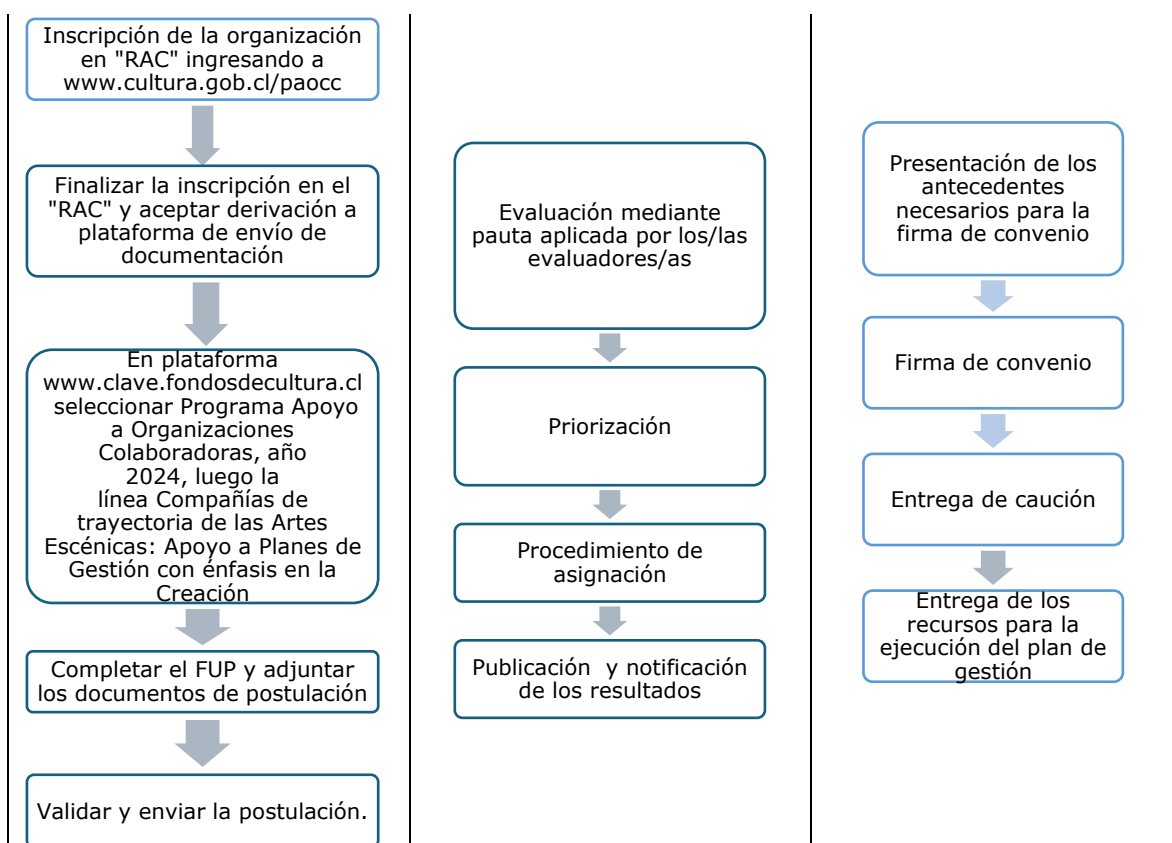 Inscripción de la organización
en "RAC" ingresando a
www.cultura.gob.cl/paocc
Finalizar la inscripción en el
"RAC" y aceptar derivación a
plataforma de envío de
documentación
En plataforma
www.clave.fondosdecultura.cl
seleccionar Programa Apoyo
a Organizaciones
Colaboradoras, año
2024, luego la
línea Compañías de
trayectoria de las Artes
Escénicas: Apoyo a Planes de
Gestión con énfasis en la
Creación
Completar el FUP y adjuntar
los documentos de postulación
Validar y enviar la postulación.
Evaluación mediante
pauta aplicada por los/las
evaluadores/as
Priorización
Procedimiento de
asignación
Publicación y notificación
de los resultados
Presentación de los
antecedentes
necesarios para la
firma de convenio
Firma de convenio
Entrega de caución
Entrega de los
recursos para la
ejecución del plan de
gestión